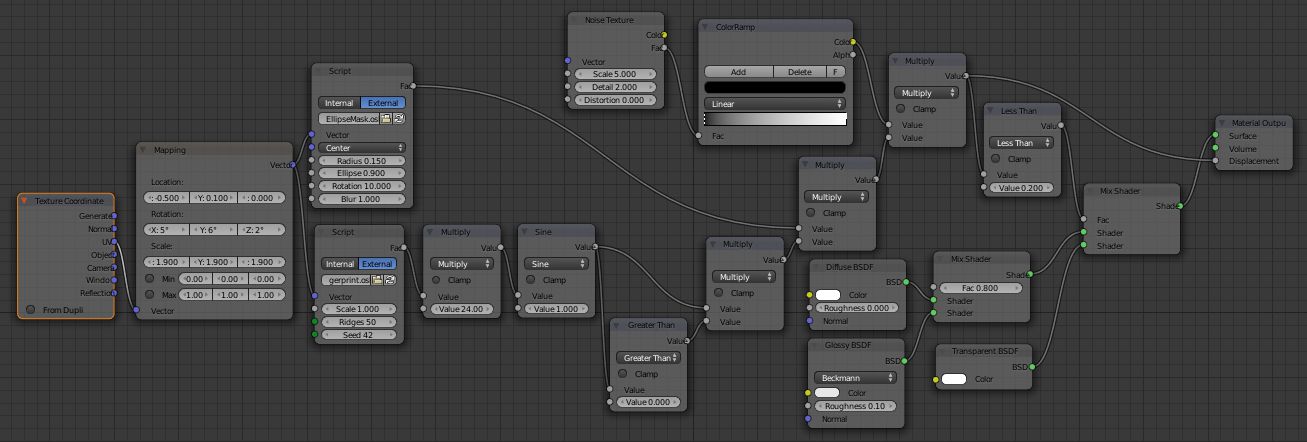 Texture Coordinate
Generate
Normal
UV
Object
Camera
Windo
Reflection
From Dupli
Mapping
Vector
Location:
: -0.500 Y: 0.100 : 0.000
Rotation:
X: 5° Y: 6° Z: 2°
Scale:
: 1.900 Y: 1.900 : 1.900
Min 0.00 0.00 0.00
Max 1.00 1.00 1.00
Vector
Script
Fac
Internal External
EllipseMask.os
Vector
Center
Radius 0.150
Ellipse 0.900
Rotation 10.000
Blur 1.000
Script
Fac
Internal External
gerprint.os
Vector
Scale 1.000
Ridges 50
Seed 42
Multiply
Value
Multiply
Clamp
Value
Value 24.00
Sine
Value
Sine
Clamp
Value
Value 1.000
Noise Texture
Color
Fac
Vector
Scale 5.000
Detail 2.000
Distortion 0.000
Greater Than
Value
Greater Than
Clamp
Value
Value 0.000
ColorRamp
Color
Alph
Add Delete F
Linear
Fac
Multiply
Value
Multiply
Clamp
Value
Value
Multiply
Value
Multiply
Clamp
Value
Value
Multiply
Value
Multiply
Clamp
Value
Value
Diffuse BSDF
BSD
Color
Roughness 0.000
Normal
Glossy BSDF
BSD
Beckmann
Color
Roughness 0.10
Normal
Mix Shader
Shade
Fac 0.800
Shader
Shader
Transparent BSDF
BSD
Color
Less Than
Value
Less Than
Clamp
Value
Value 0.200
Mix Shader
Shade
Fac
Shader
Shader
Material Outpu
Surface
Volume
Displacement